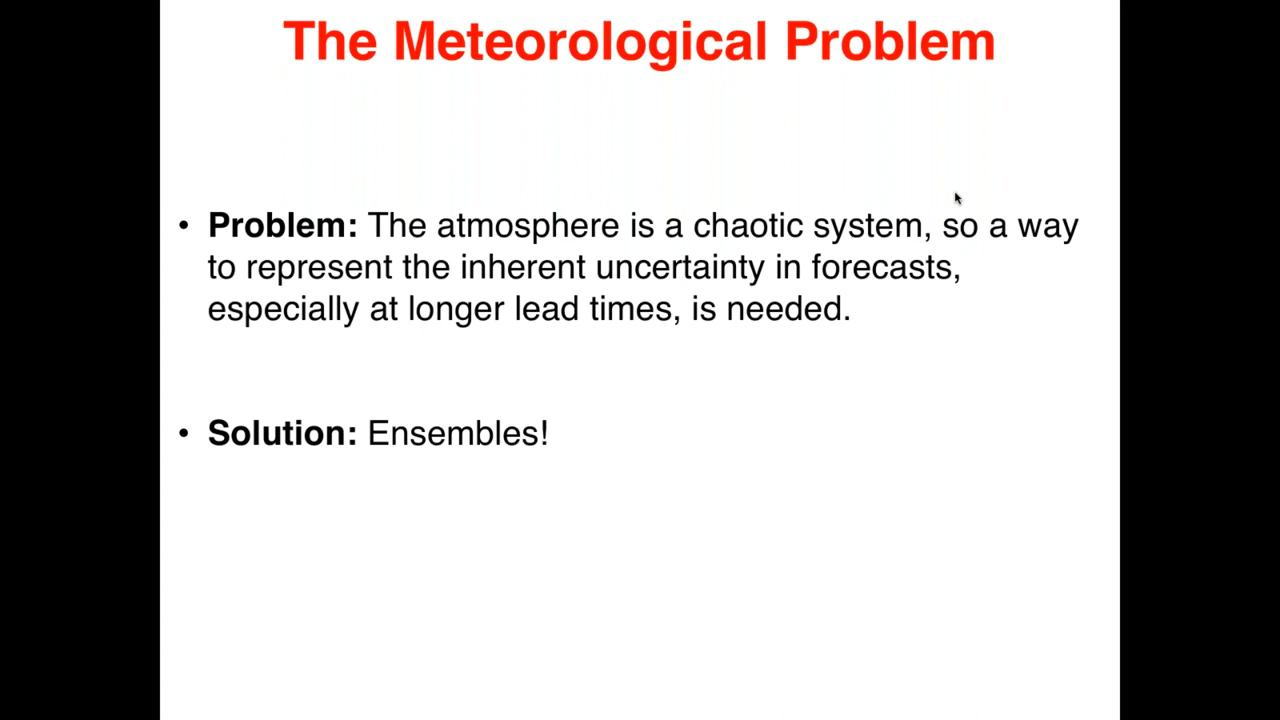 The Meteorological Problem
• Problem: The atmosphere is a chaotic system, so a way
to represent the inherent uncertainty in forecasts,
especially at longer lead times, is needed.
• Solution: Ensembles!